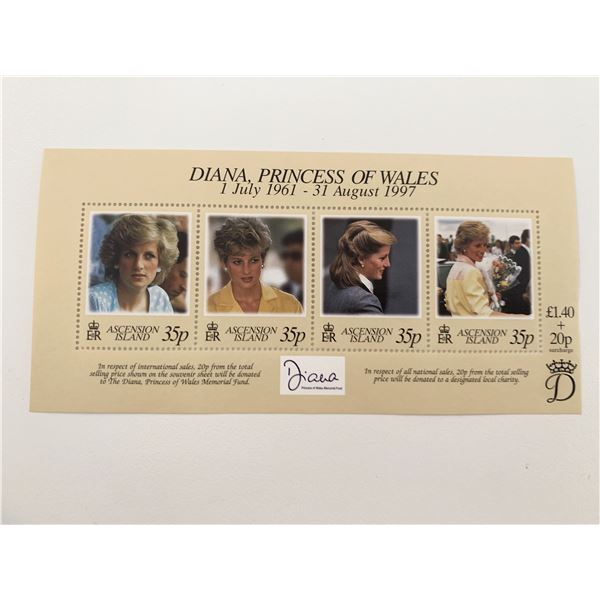 DIANA, PRINCESS OF WALES
1 July 1961 - 31 August 1997
ER
ASCENSION
ISLAND
35p
ER
ASCENSION
ISLAND
35p
ER
ASCENSION
ISLAND
35p
ER
ASCENSION
ISLAND
35p
£1.40
+
20p
surcharge
D
In respect of international sales, 20p from the total
selling price shown on the souvenir sheet will be donated
to The Diana, Princess of Wales Memorial Fund.
Diana
Princess of Wales Memorial Fund
In respect of all national sales, 20p from the total selling
price will be donated to a designated local charity.